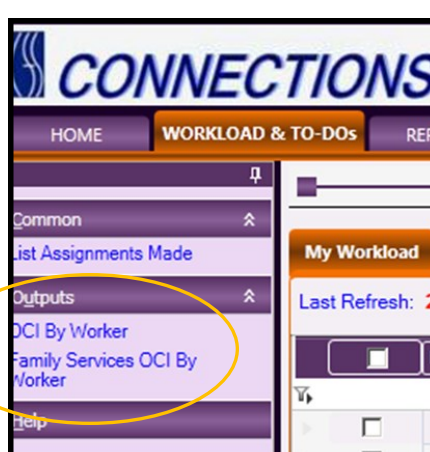 CONNECTIONS
HOME
WORKLOAD & TO-DOs
Common
List Assignments Made
Outputs
OCI By Worker
Family Services OCI By
Worker
Help
My Workload
Last Refresh: